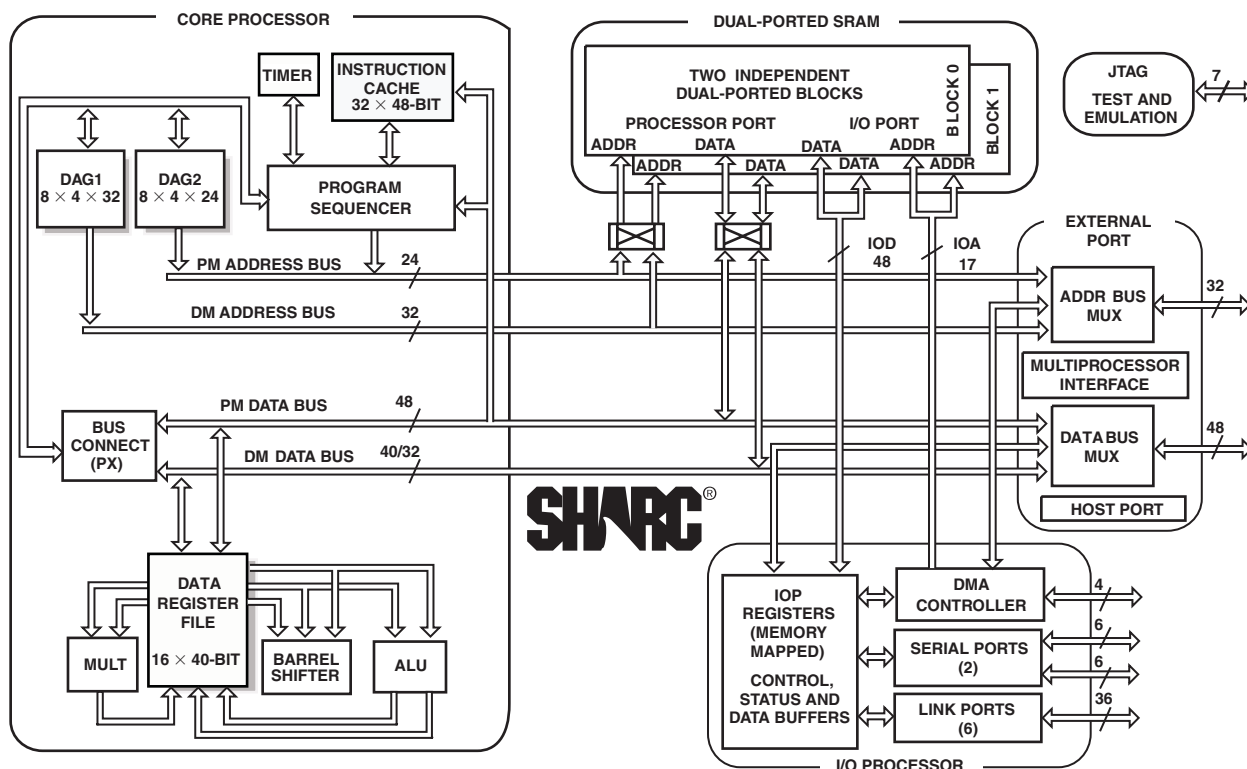 CORE PROCESSOR
TIMER
INSTRUCTION
CACHE
32 × 48-BIT
DAG1
8 × 4 × 32
DAG2
8 × 4 × 24
PROGRAM
SEQUENCER
PM ADDRESS BUS
24
DM ADDRESS BUS
32
BUS
CONNECT
(PX)
PM DATA BUS
48
DM DATA BUS
40/32
DATA
REGISTER
FILE
16 × 40-BIT
MULT
BARREL
SHIFTER
ALU
DUAL-PORTED SRAM
TWO INDEPENDENT
DUAL-PORTED BLOCKS
PROCESSOR PORT
I/O PORT
ADDR
DATA
DATA
ADDR
ADDR
DATA
DATA
ADDR
BLOCK 0
BLOCK 1
IOD
48
IOA
17
JTAG
TEST AND
EMULATION
7
EXTERNAL
PORT
ADDR BUS
MUX
32
MULTIPROCESSOR
INTERFACE
DATA BUS
MUX
48
HOST PORT
SHARC®
IOP
REGISTERS
(MEMORY
MAPPED)
CONTROL,
STATUS AND
DATA BUFFERS
DMA
CONTROLLER
4
SERIAL PORTS
(2)
6
6
LINK PORTS
(6)
36
I/O PROCESSOR